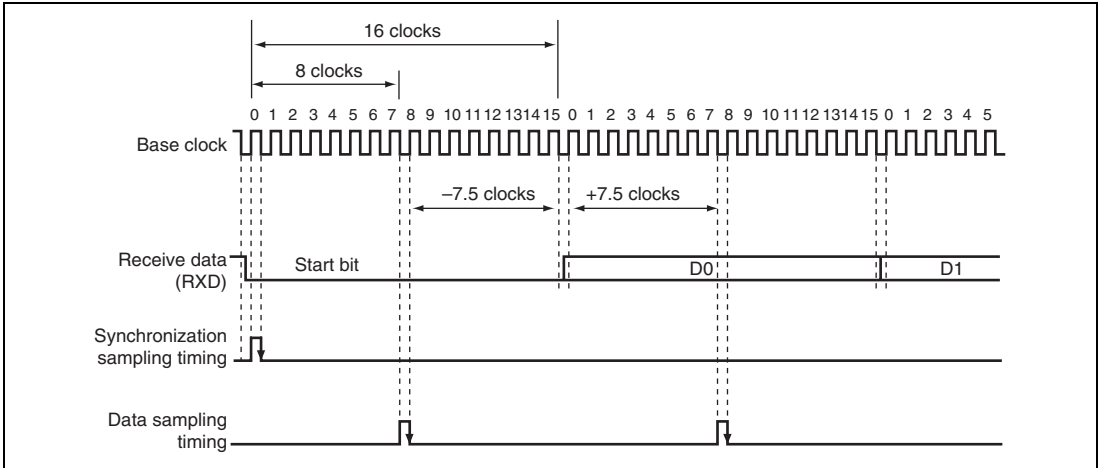 16 clocks
8 clocks
0 1 2 3 4 5 6 7 8 9 10 11 12 13 14 15 0 1 2 3 4 5 6 7 8 9 10 11 12 13 14 15 0 1 2 3 4 5
Base clock
–7.5 clocks +7.5 clocks
Receive data
(RXD)
Start bit D0 D1
Synchronization
sampling timing
Data sampling
timing